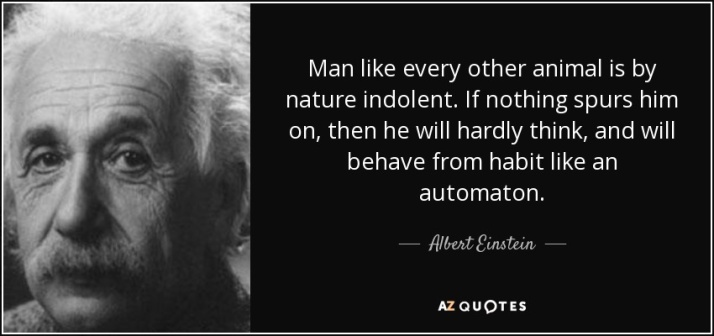 Man like every other animal is by
nature indolent. If nothing spurs him
on, then he will hardly think, and will
behave from habit like an
automaton.
Albert Einstein
AZ QUOTES